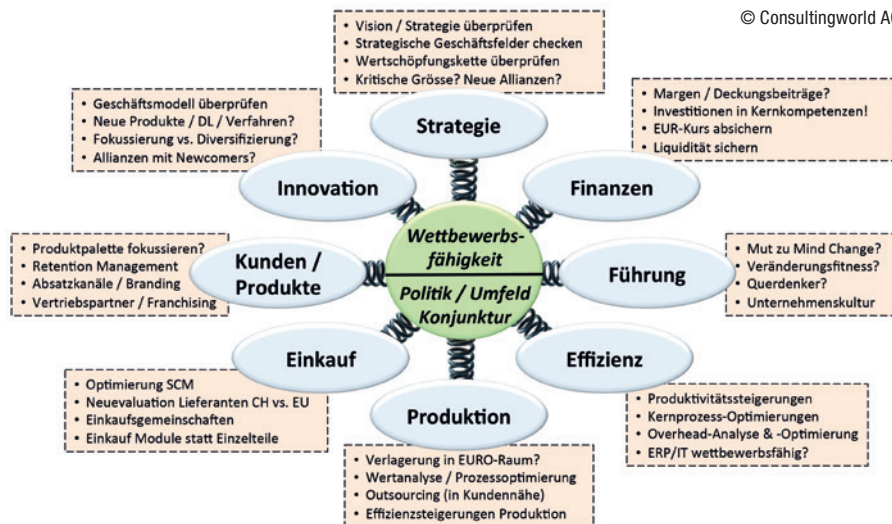 © Consultingworld AG
• Vision / Strategie überprüfen
• Strategische Geschäftsfelder checken
• Wertschöpfungskette überprüfen
• Kritische Grösse? Neue Allianzen?
Strategie
• Geschäftsmodell überprüfen
• Neue Produkte / DL / Verfahren?
• Fokussierung vs. Diversifizierung?
• Allianzen mit Newcomers?
Innovation
• Margen / Deckungsbeiträge?
• Investitionen in Kernkompetenzen!
• EUR-Kurs absichern
• Liquidität sichern
Finanzen
Wettbewerbs-
fähigkeit
Politik / Umfeld
Konjunktur
• Produktpalette fokussieren?
• Retention Management
• Absatzkanäle / Branding
• Vertriebspartner / Franchising
Kunden /
Produkte
Führung
• Mut zu Mind Change?
• Veränderungsfitness?
• Querdenker?
• Unternehmenskultur
Einkauf
• Optimierung SCM
• Neuevaluation Lieferanten CH vs. EU
• Einkaufsgemeinschaften
• Einkauf Module statt Einzelteile
Effizienz
• Produktivitätssteigerungen
• Kernprozess-Optimierungen
• Overhead-Analyse & -Optimierung
• ERP/IT wettbewerbsfähig?
Produktion
• Verlagerung in EURO-Raum?
• Wertanalyse / Prozessoptimierung
• Outsourcing (in Kundennähe)
• Effizienzsteigerungen Produktion